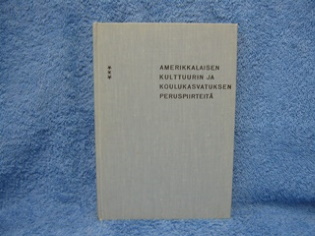 AMERIKKALAISEN
KULTTUURIN JA
KOULUKASVATUKSEN
PERUSPIIRTEITÄ